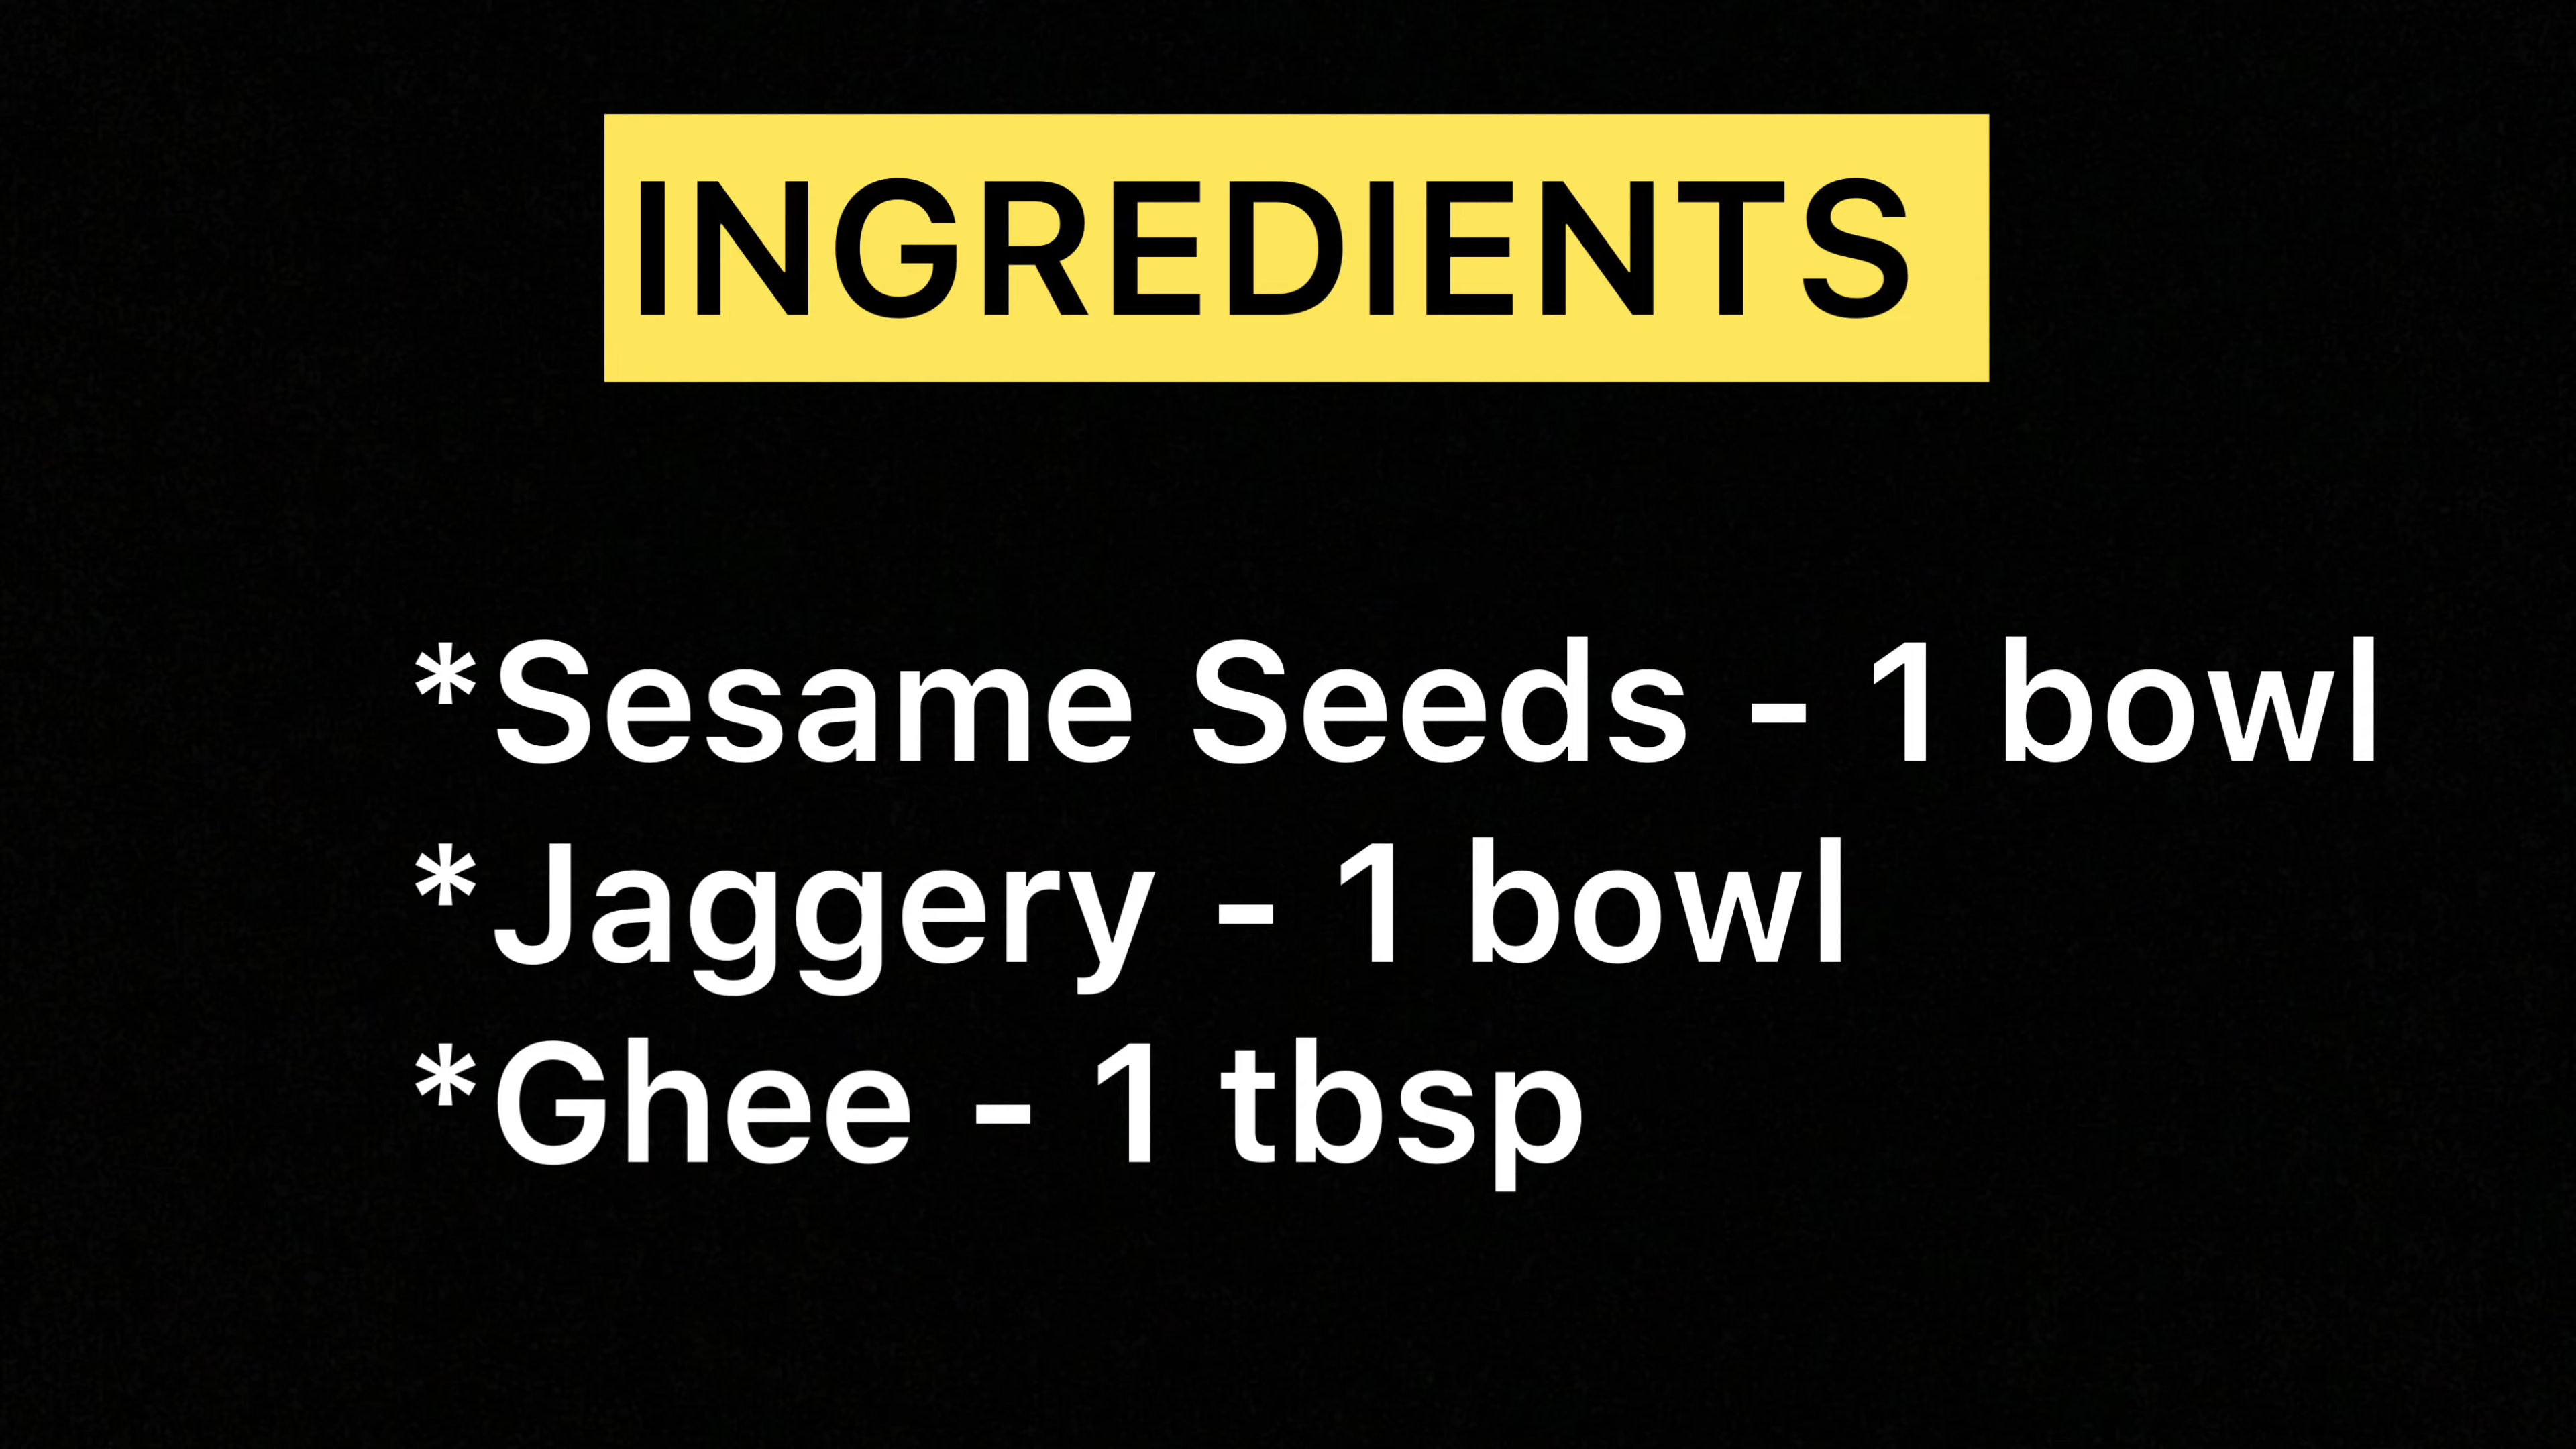 INGREDIENTS
*Sesame Seeds - 1 bowl
*Jaggery - 1 bowl
*Ghee - 1 tbsp